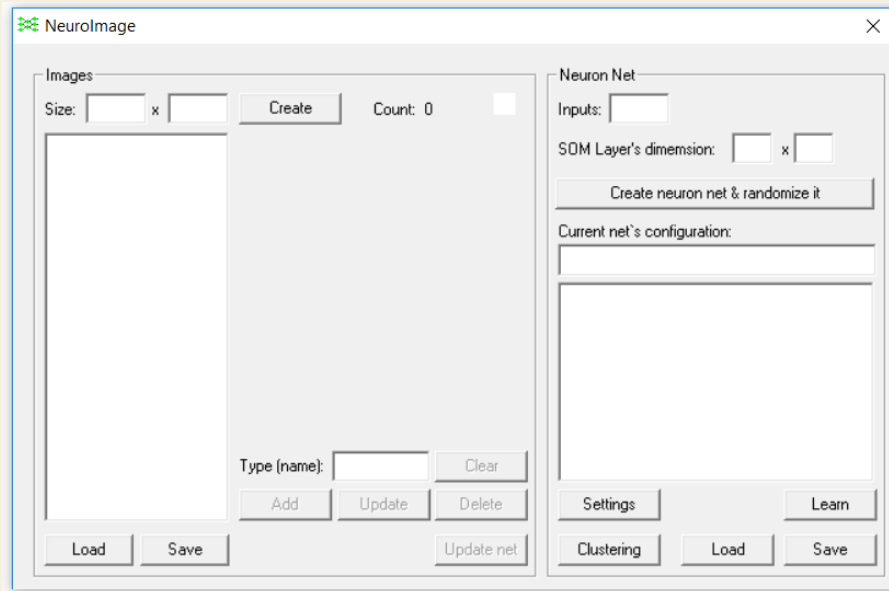 NeuroImage
Images
Size: x Create Count: 0
Type (name): Clear
Add Update Delete
Load Save Update net
Neuron Net
Inputs:
SOM Layer's dimemsion: x
Create neuron net & randomize it
Current net`s configuration:
Settings Learn
Clustering Load Save